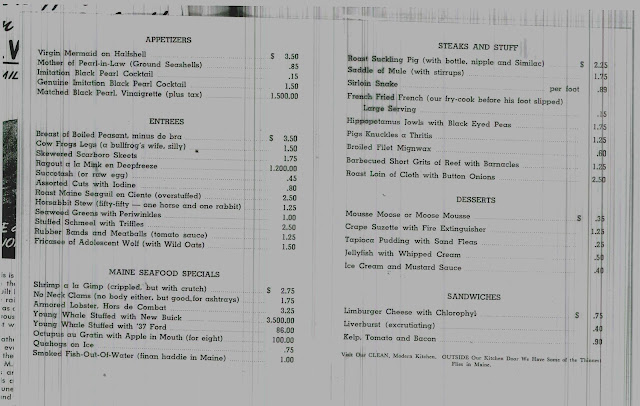 APPETIZERS
Virgin Mermaid on Halfshell $ 3.50
Mother of Pearl-in-Law (Ground Seashells) .85
Imitation Black Pearl Cocktail .15
Genuine Imitation Black Pearl Cocktail 1.50
Matched Black Pearl, Vinaigrette (plus tax) 1,500.00
ENTREES
Breast of Boiled Peasant, minus de bra $ 3.50
Cow Frogs Legs (a bullfrog's wife, silly) 1.50
Skewered Scarboro Skeets 1.75
Ragout a la Mink en Deepfreeze 1,200.00
Succotash (or raw egg) .45
Assorted Cuts with Iodine .80
Roast Maine Seagull en Ciente (overstuffed) 2.50
Horsabbit Stew (fifty-fifty — one horse and one rabbit) 1.25
Seaweed Greens with Periwinkles 1.00
Stuffed Schneel with Triffles 2.50
Rubber Bands and Meatballs (tomato sauce) 1.25
Fricasee of Adolescent Wolf (with Wild Oats) 1.50
MAINE SEAFOOD SPECIALS
Shrimp a la Gimp (crippled, but with crutch) $ 2.75
No Neck Clams (no body either, but good for ashtrays) 1.75
Armored Lobster, Hors de Combat 3.25
Young Whale Stuffed with New Buick 3,500.00
Young Whale Stuffed with '37 Ford 86.00
Octopus au Gratin with Apple in Mouth (for eight) 100.00
Quahogs on Ice .75
Smoked Fish-Out-Of-Water (finan haddie in Maine) 1.00
STEAKS AND STUFF
Roast Suckling Pig (with bottle, nipple and Similac) $ 2.25
Saddle of Mule (with stirrups) 1.75
Sirloin Snake per foot .89
French Fried French (our fry-cook before his foot slipped)
Large Serving .15
Hippopotamus Jowls with Black Eyed Peas 1.75
Pigs Knuckles a Thritis 1.25
Broiled Filet Mignwax .60
Barbecued Short Grits of Reef with Barnacles 1.25
Roast Loin of Cloth with Button Onions 2.50
DESSERTS
Mousse Moose or Moose Mousse $ .35
Crape Suzette with Fire Extinguisher 1.25
Tapioca Pudding with Sand Fleas .25
Jellyfish with Whipped Cream .50
Ice Cream and Mustard Sauce .40
SANDWICHES
Limburger Cheese with Chlorophyl $ .75
Liverburst (excrutiating) .40
Kelp, Tomato and Bacon .90
Visit Our CLEAN, Modern Kitchen. OUTSIDE Our Kitchen Door We Have Some of the Thinnest
Flies in Maine.